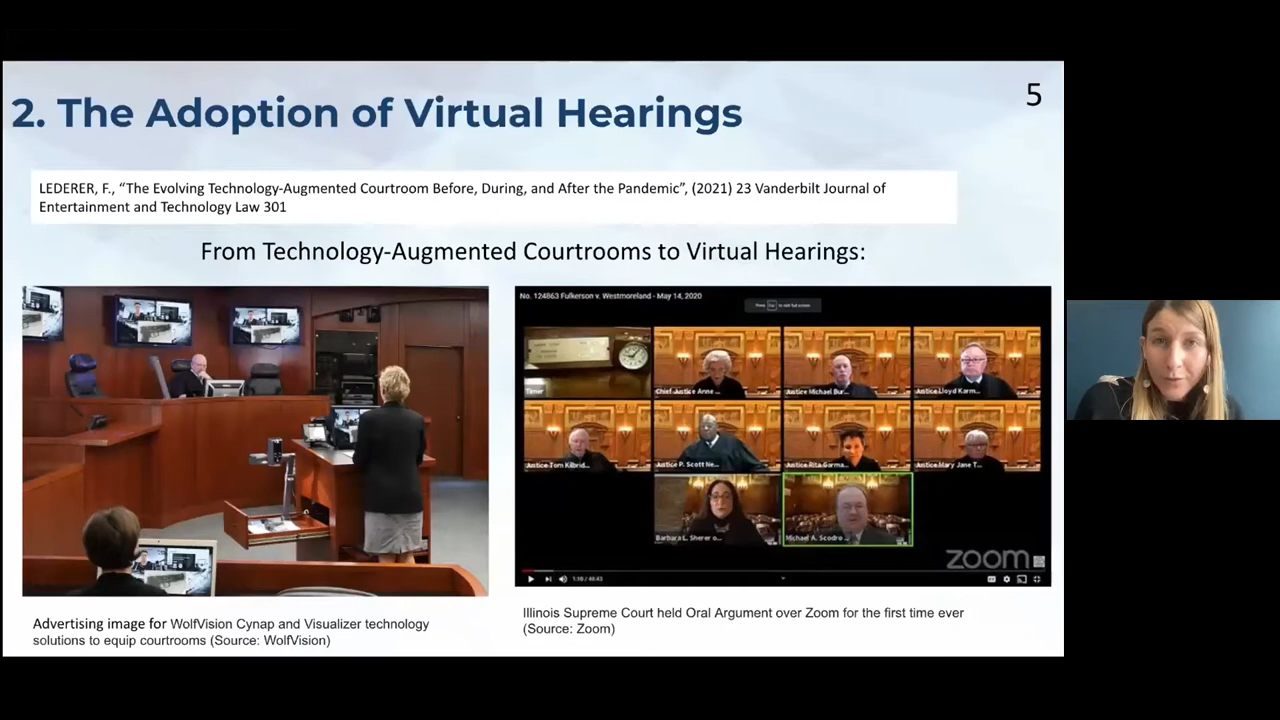 2. The Adoption of Virtual Hearings
5
LEDERER, F., “The Evolving Technology-Augmented Courtroom Before, During, and After the Pandemic”, (2021) 23 Vanderbilt Journal of
Entertainment and Technology Law 301
From Technology-Augmented Courtrooms to Virtual Hearings:
No. 124863 Fulkerson v. Westmoreland - May 14, 2020
Timer
Chief Justice Anne ...
Justice Michael Bur...
Justice Lloyd Karm...
Justice Tom Kilbrid...
Justice P. Scott Ne...
Justice Rita Garma...
Justice Mary Jane T...
Barbara L. Sherer o...
Michael A. Scodro ...
zoom
Advertising image for WolfVision Cynap and Visualizer technology
solutions to equip courtrooms (Source: WolfVision)
Illinois Supreme Court held Oral Argument over Zoom for the first time ever
(Source: Zoom)